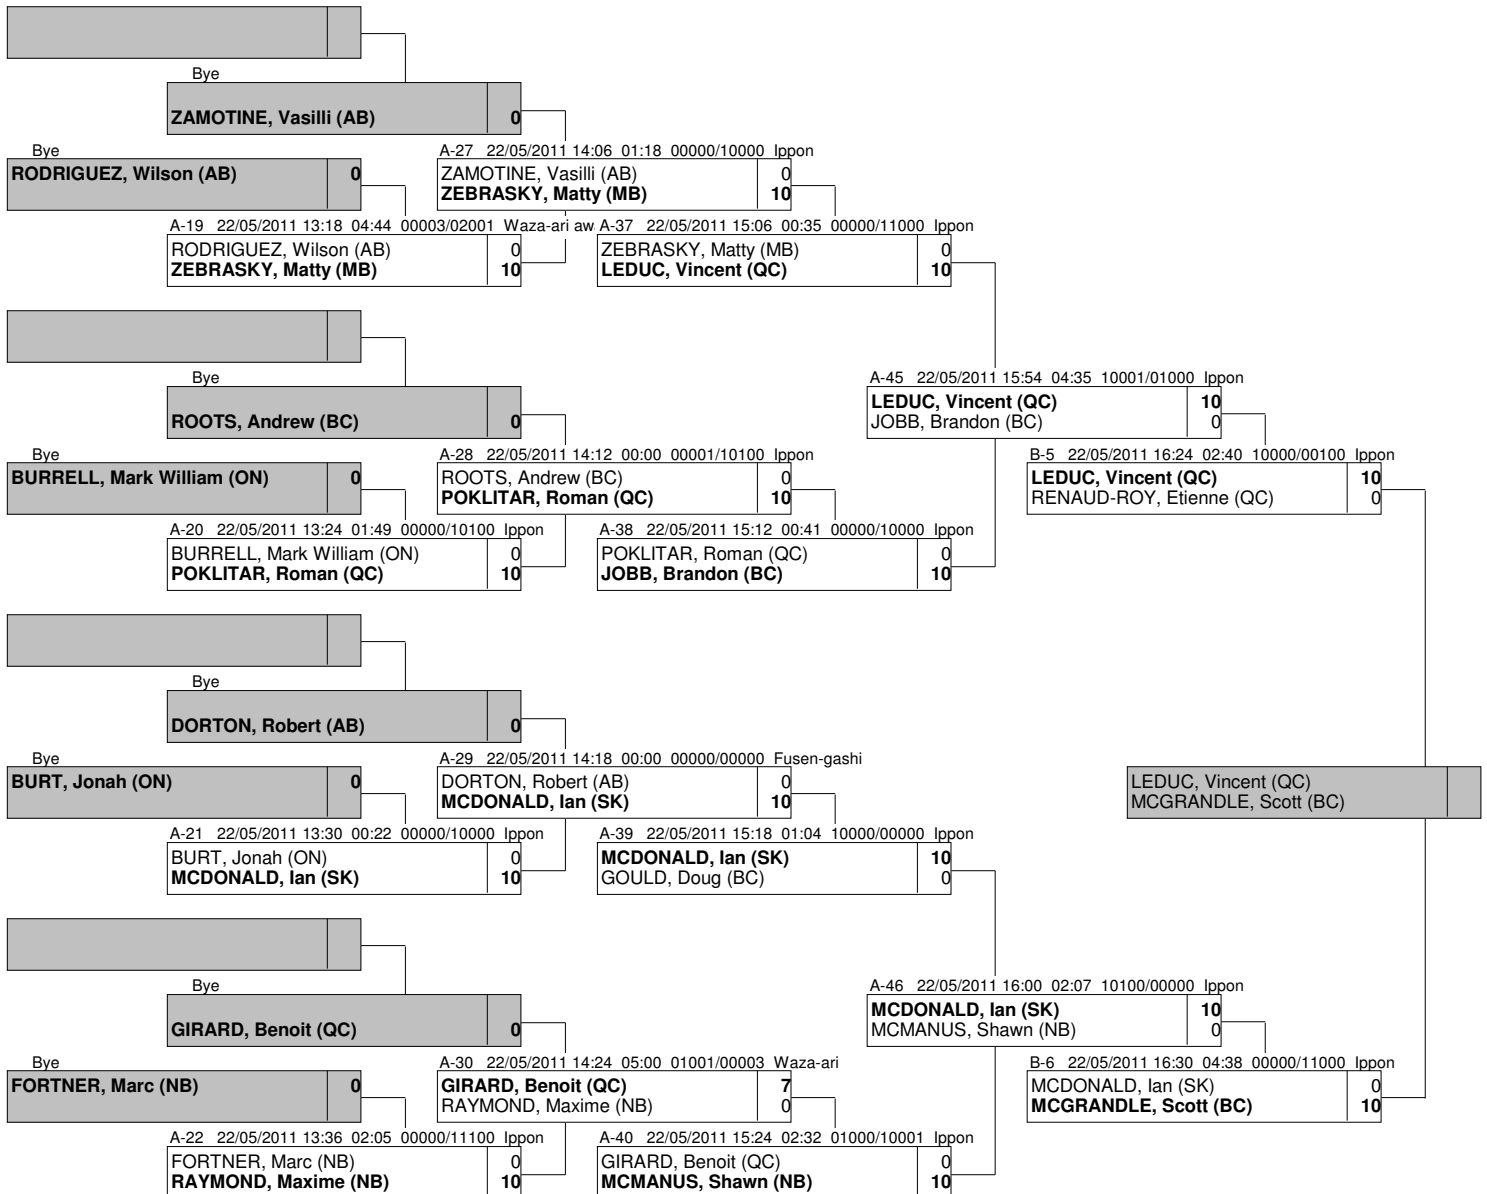 Bye
ZAMOTINE, Vasilli (AB) 0
Bye
RODRIGUEZ, Wilson (AB) 0
A-27 22/05/2011 14:06 01:18 00000/10000 Ippon
ZAMOTINE, Vasilli (AB) 0
ZEBRASKY, Matty (MB) 10
A-19 22/05/2011 13:18 04:44 00003/02001 Waza-ari aw
RODRIGUEZ, Wilson (AB) 0
ZEBRASKY, Matty (MB) 10
A-37 22/05/2011 15:06 00:35 00000/11000 Ippon
ZEBRASKY, Matty (MB) 0
LEDUC, Vincent (QC) 10
Bye
ROOTS, Andrew (BC) 0
A-45 22/05/2011 15:54 04:35 10001/01000 Ippon
LEDUC, Vincent (QC) 10
JOBB, Brandon (BC) 0
Bye
BURRELL, Mark William (ON) 0
A-28 22/05/2011 14:12 00:00 00001/10100 Ippon
ROOTS, Andrew (BC) 0
POKLITAR, Roman (QC) 10
B-5 22/05/2011 16:24 02:40 10000/00100 Ippon
LEDUC, Vincent (QC) 10
RENAUD-ROY, Etienne (QC) 0
A-20 22/05/2011 13:24 01:49 00000/10100 Ippon
BURRELL, Mark William (ON) 0
POKLITAR, Roman (QC) 10
A-38 22/05/2011 15:12 00:41 00000/10000 Ippon
POKLITAR, Roman (QC) 0
JOBB, Brandon (BC) 10
Bye
DORTON, Robert (AB) 0
Bye
BURT, Jonah (ON) 0
A-29 22/05/2011 14:18 00:00 00000/00000 Fusen-gashi
DORTON, Robert (AB) 0
MCDONALD, Ian (SK) 10
LEDUC, Vincent (QC)
MCGRANDLE, Scott (BC)
A-21 22/05/2011 13:30 00:22 00000/10000 Ippon
BURT, Jonah (ON) 0
MCDONALD, Ian (SK) 10
A-39 22/05/2011 15:18 01:04 10000/00000 Ippon
MCDONALD, Ian (SK) 10
GOULD, Doug (BC) 0
Bye
GIRARD, Benoit (QC) 0
A-46 22/05/2011 16:00 02:07 10100/00000 Ippon
MCDONALD, Ian (SK) 10
MCMANUS, Shawn (NB) 0
Bye
FORTNER, Marc (NB) 0
A-30 22/05/2011 14:24 05:00 01001/00003 Waza-ari
GIRARD, Benoit (QC) 7
RAYMOND, Maxime (NB) 0
B-6 22/05/2011 16:30 04:38 00000/11000 Ippon
MCDONALD, Ian (SK) 0
MCGRANDLE, Scott (BC) 10
A-22 22/05/2011 13:36 02:05 00000/11100 Ippon
FORTNER, Marc (NB) 0
RAYMOND, Maxime (NB) 10
A-40 22/05/2011 15:24 02:32 01000/10001 Ippon
GIRARD, Benoit (QC) 0
MCMANUS, Shawn (NB) 10